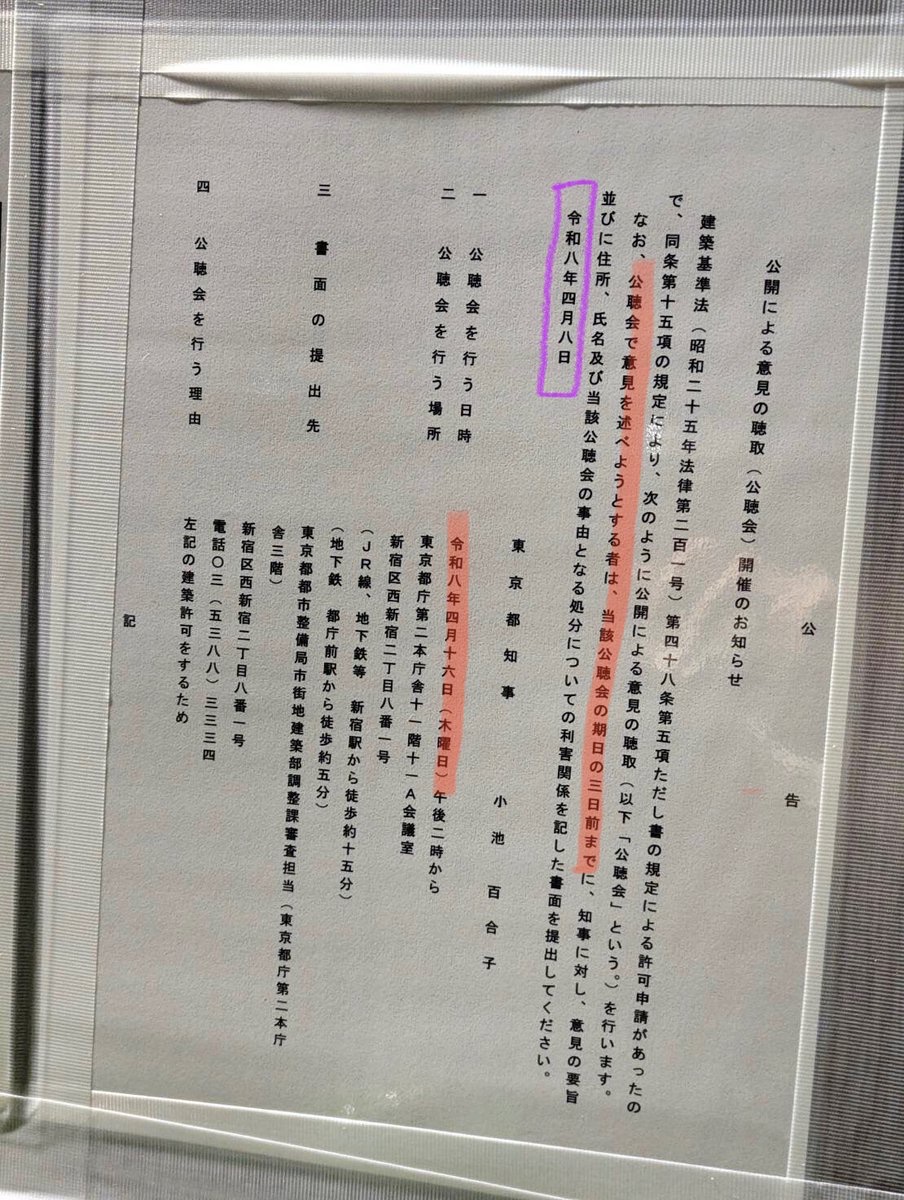 公告
公開による意見の聴取（公聴会）開催のお知らせ
建築基準法（昭和二十五年法律第二百一号）第四十八条第五項ただし書の規定による許可申請があったの
で、同条第十五項の規定により、次のように公開による意見の聴取（以下「公聴会」という。）を行います。
なお、公聴会で意見を述べようとする者は、当該公聴会の期日の三日前までに、知事に対し、意見の要旨
並びに住所、氏名及び当該公聴会の事由となる処分についての利害関係を記した書面を提出してください。
令和八年四月八日
東京都知事 小池 百合子
記
一 公聴会を行う日時 令和八年四月十六日（木曜日）午後二時から
二 公聴会を行う場所 東京都庁第二本庁舎十一階十一Ａ会議室
新宿区西新宿二丁目八番一号
（ＪＲ線、地下鉄等 新宿駅から徒歩約十五分）
（地下鉄 都庁前駅から徒歩約五分）
三 書面の提出先 東京都都市整備局市街地建築部調整課審査担当（東京都庁第二本庁
舎三階）
新宿区西新宿二丁目八番一号
電話〇三（五三八八）三三三四
四 公聴会を行う理由 左記の建築許可をするため